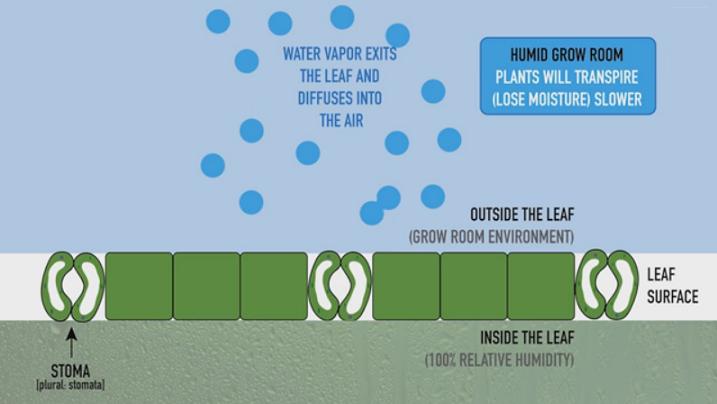 WATER VAPOR EXITS
THE LEAF AND
DIFFUSES INTO
THE AIR
HUMID GROW ROOM
PLANTS WILL TRANSPIRE
(LOSE MOISTURE) SLOWER
OUTSIDE THE LEAF
(GROW ROOM ENVIRONMENT)
LEAF
SURFACE
INSIDE THE LEAF
(100% RELATIVE HUMIDITY)
STOMA
(plural: stomata)